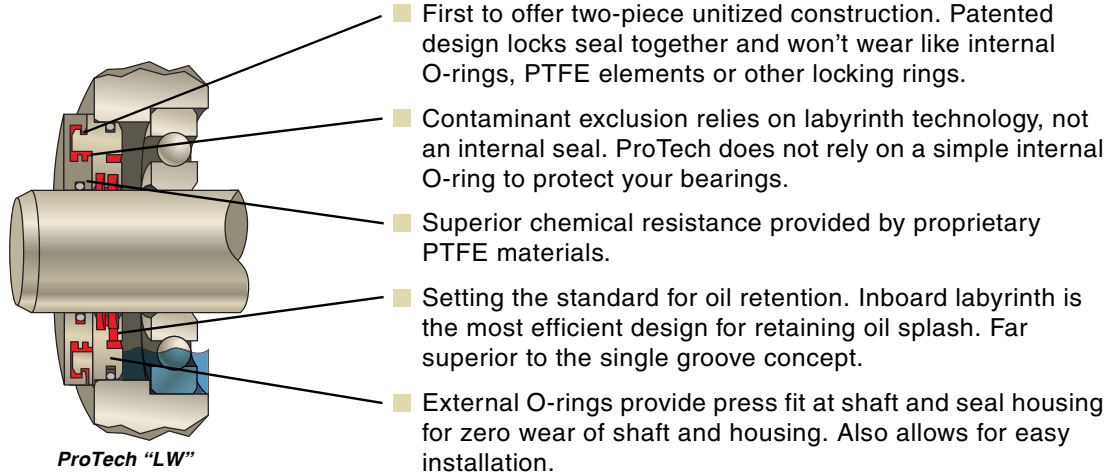 First to offer two-piece unitized construction. Patented
design locks seal together and won’t wear like internal
O-rings, PTFE elements or other locking rings.
Contaminant exclusion relies on labyrinth technology, not
an internal seal. ProTech does not rely on a simple internal
O-ring to protect your bearings.
Superior chemical resistance provided by proprietary
PTFE materials.
Setting the standard for oil retention. Inboard labyrinth is
the most efficient design for retaining oil splash. Far
superior to the single groove concept.
External O-rings provide press fit at shaft and seal housing
for zero wear of shaft and housing. Also allows for easy
installation.
ProTech “LW”